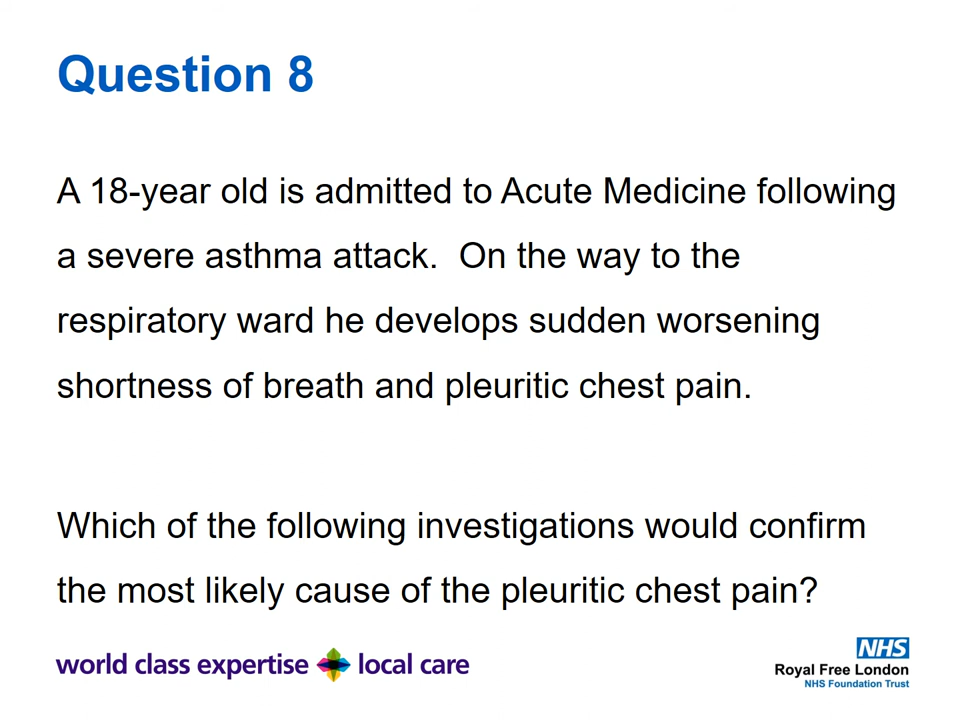 Question 8
A 18-year old is admitted to Acute Medicine following
a severe asthma attack.  On the way to the
respiratory ward he develops sudden worsening
shortness of breath and pleuritic chest pain.
Which of the following investigations would confirm
the most likely cause of the pleuritic chest pain?
world class expertise local care
NHS
Royal Free London
NHS Foundation Trust